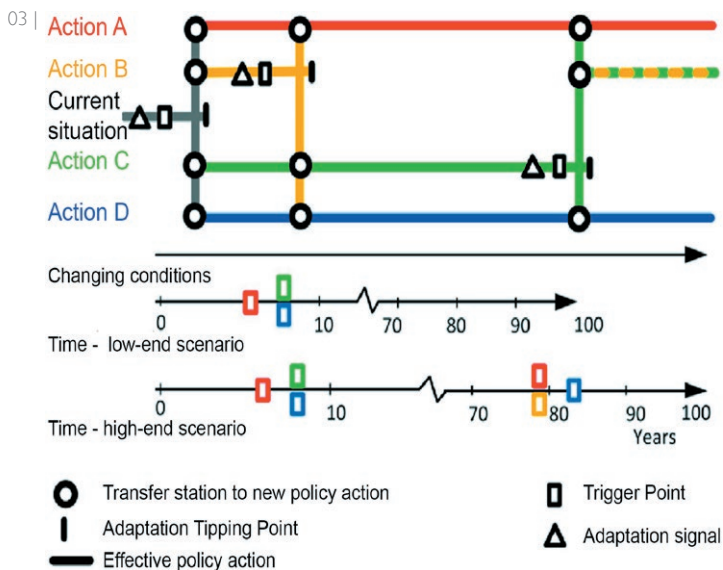 03 |
Action A
Action B
Current
situation
Action C
Action D
Changing conditions
0 10 70 80 90 100
Time - low-end scenario
0 10 70 80 90 100
Years
Time - high-end scenario
Transfer station to new policy action
Trigger Point
Adaptation Tipping Point
Adaptation signal
Effective policy action